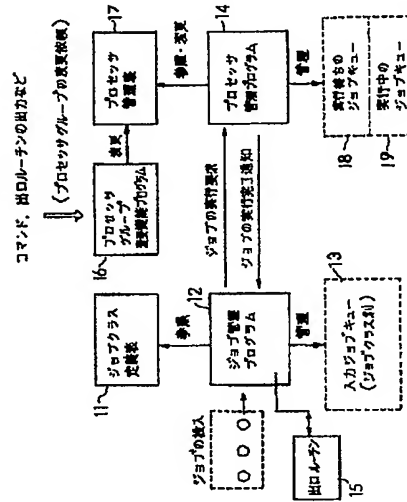 コマンド, 出口ルーチンの出力など
(プロセッサグループの変更依頼)
17
プロセッサ
管理表
変更
16
プロセッサ
グループ
変更機能プログラム
参照・変更
14
プロセッサ
管理プログラム
管理
18
実行待ちの
ジョブキュー
19
実行中の
ジョブキュー
ジョブの実行要求
ジョブの実行完了通知
11
ジョブクラス
定義表
参照
12
ジョブ管理
プログラム
管理
13
入力ジョブキュー
(ジョブクラス別)
ジョブの投入
出口ルーチン
15